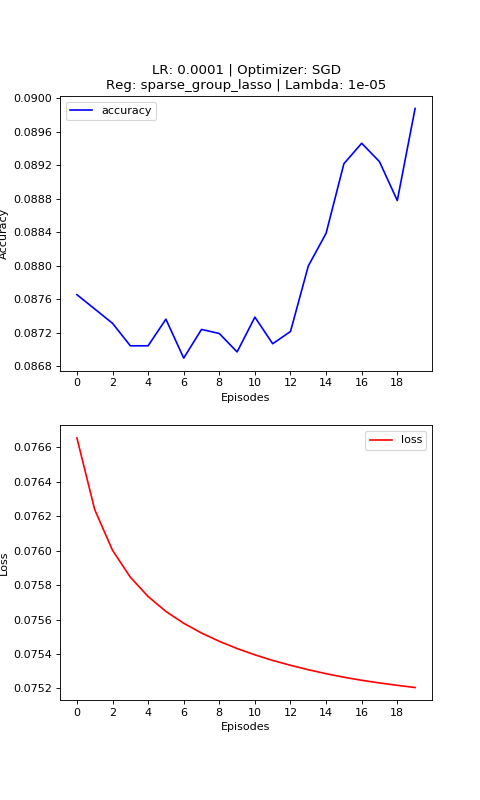 LR: 0.0001 | Optimizer: SGD
Reg: sparse_group_lasso | Lambda: 1e-05
accuracy
0.0900
0.0896
0.0892
0.0888
0.0884
0.0880
0.0876
0.0872
0.0868
Accuracy
0 2 4 6 8 10 12 14 16 18
Episodes
loss
0.0766
0.0764
0.0762
0.0760
0.0758
0.0756
0.0754
0.0752
Loss
0 2 4 6 8 10 12 14 16 18
Episodes